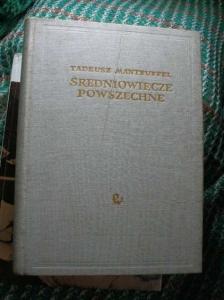 TADEUSZ MANTEUFFEL
ŚREDNIOWIECZE
POWSZECHNE